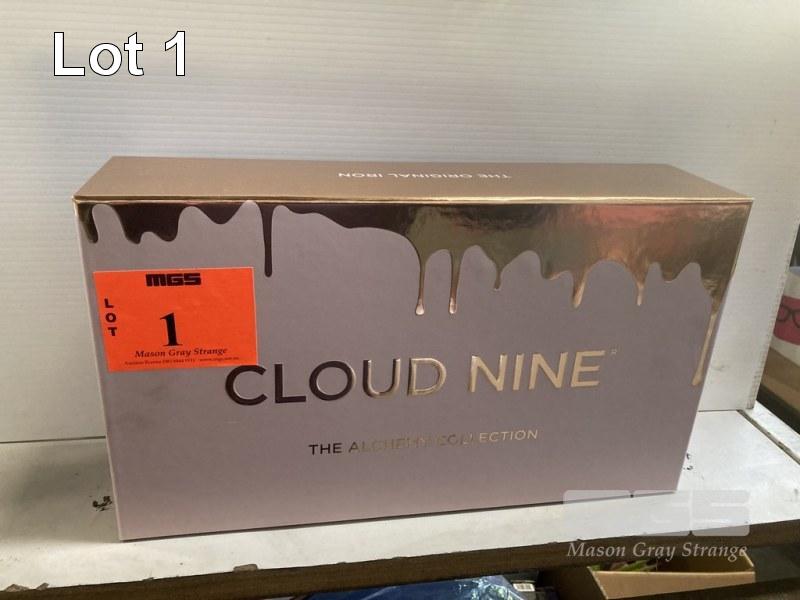 Lot 1
THE ORIGINAL IRON
MGS
LOT
1
Mason Gray Strange
CLOUD NINE®
THE ALCHEMY COLLECTION
MGS
Mason Gray Strange